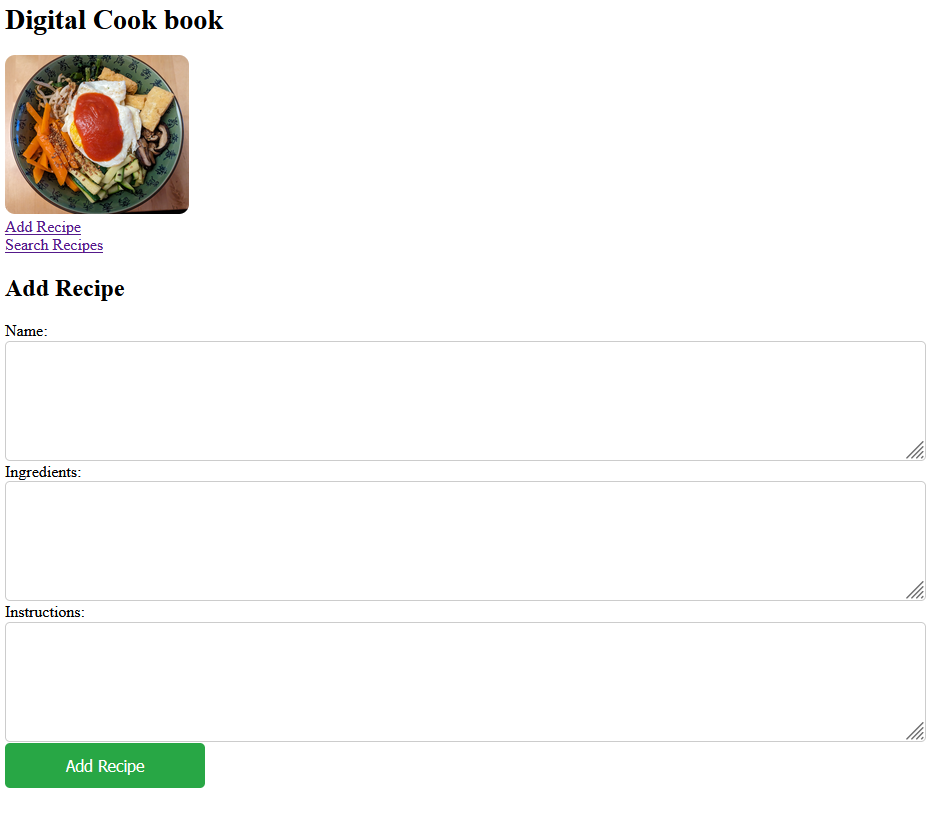 Digital Cook book
Add Recipe
Search Recipes
Add Recipe
Name:
Ingredients:
Instructions:
Add Recipe